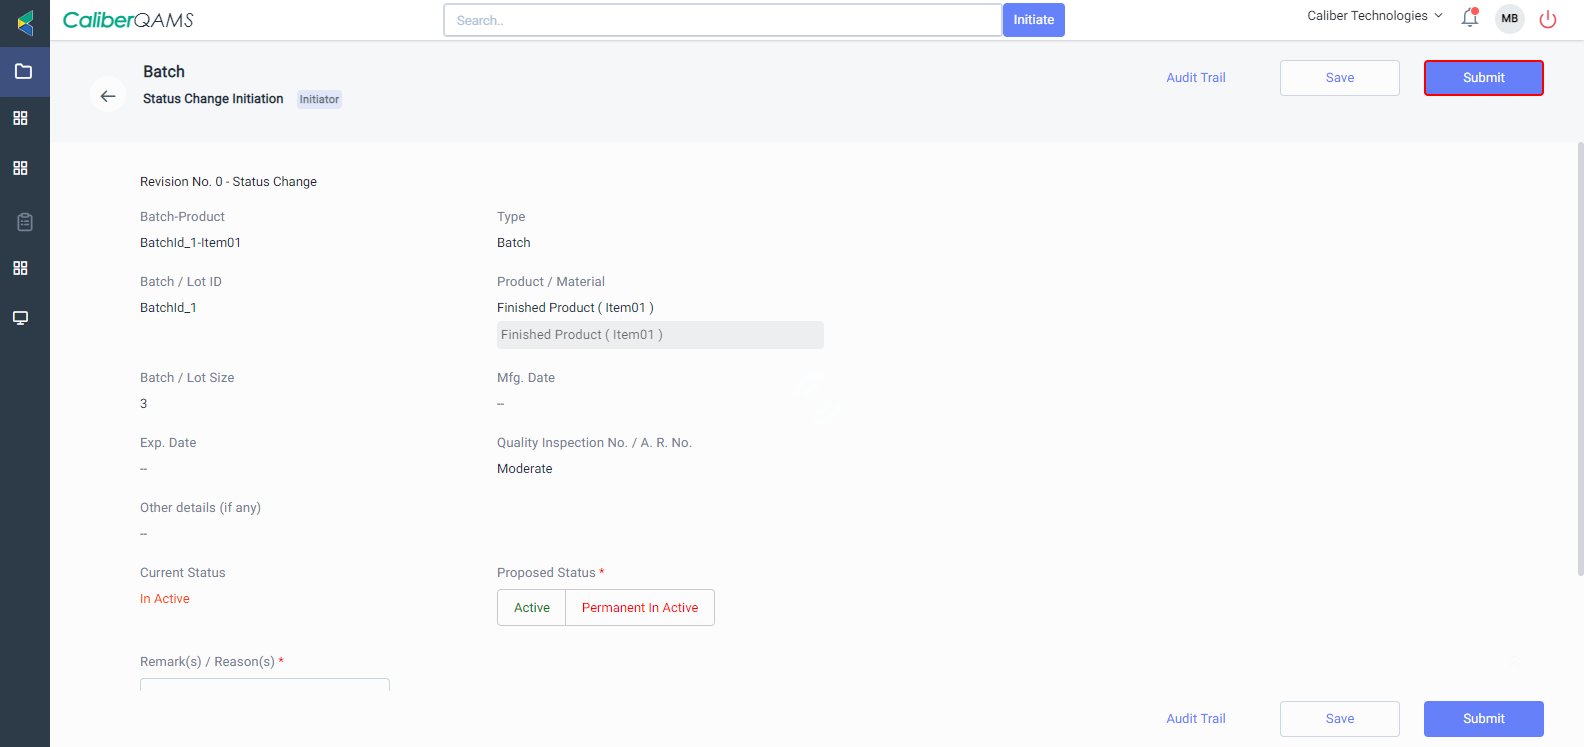 CaliberQAMS
Search..
Initiate
Caliber Technologies
MB
Batch
Status Change Initiation
Initiator
Audit Trail
Save
Submit
Revision No. 0 - Status Change
Batch-Product
Type
BatchId_1-Item01
Batch
Batch / Lot ID
Product / Material
BatchId_1
Finished Product ( Item01 )
Finished Product ( Item01 )
Batch / Lot Size
Mfg. Date
3
--
Exp. Date
Quality Inspection No. / A. R. No.
--
Moderate
Other details (if any)
--
Current Status
Proposed Status *
In Active
Active
Permanent In Active
Remark(s) / Reason(s) *
Audit Trail
Save
Submit